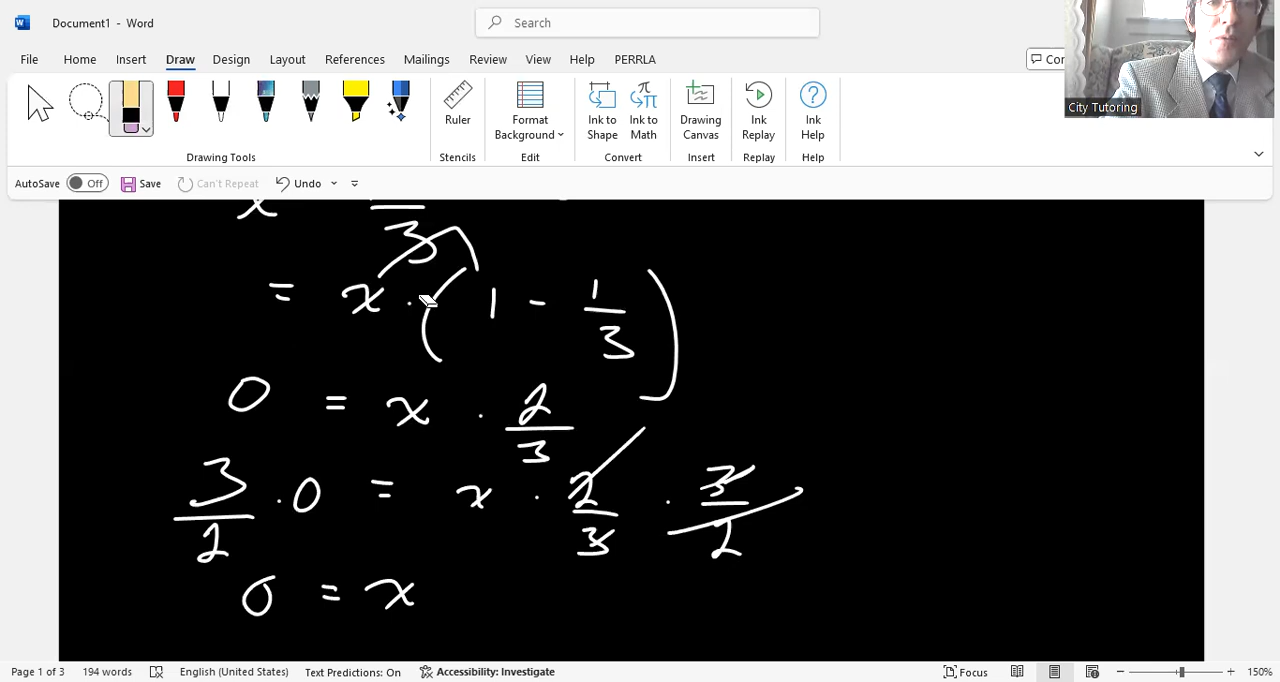 Document1 - Word
Search
File Home Insert Draw Design Layout References Mailings Review View Help PERRLA
City Tutoring
Ruler
Format Background
Ink to Shape
Ink to Math
Drawing Canvas
Ink Replay
Ink Help
Drawing Tools Stencils Edit Convert Insert Replay Help
AutoSave Off Save Can't Repeat Undo
x 3
= x · ( 1 - 1/3 )
0 = x · 2/3
3/2 · 0 = x · 2/3 · 3/2
0 = x
Page 1 of 3 194 words English (United States) Text Predictions: On Accessibility: Investigate Focus 150%